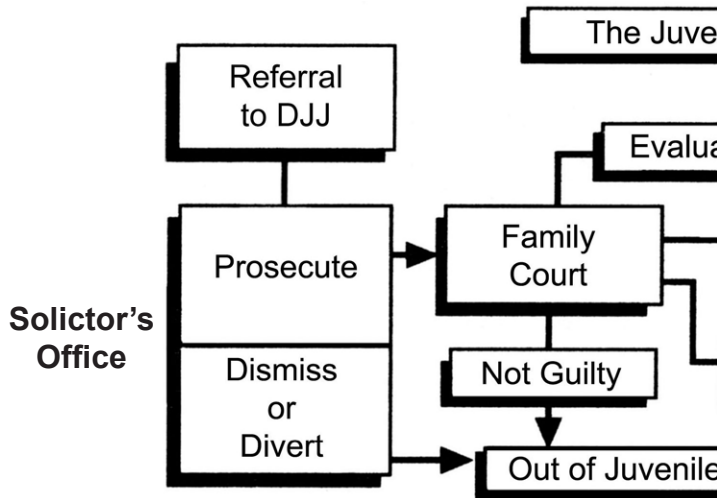 The Juve
Referral
to DJJ
Evalua
Prosecute
Family
Court
Solictor’s
Office
Dismiss
or
Divert
Not Guilty
Out of Juvenile